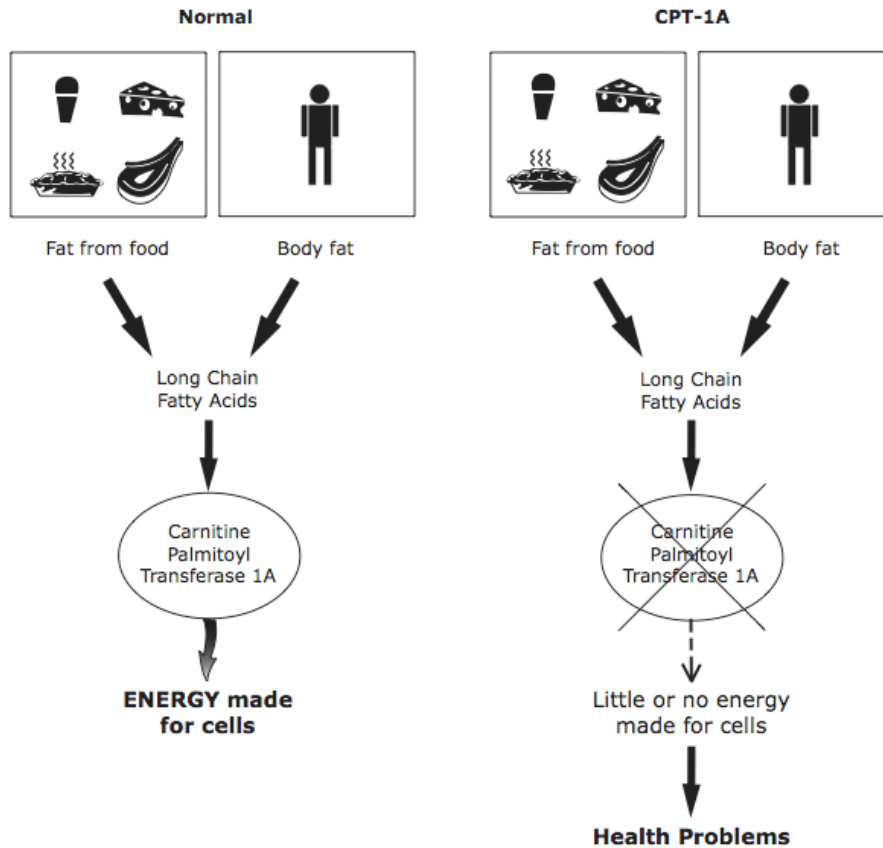 Normal
Fat from food
Body fat
Long Chain
Fatty Acids
Carnitine
Palmitoyl
Transferase 1A
ENERGY made
for cells
CPT-1A
Fat from food
Body fat
Long Chain
Fatty Acids
Carnitine
Palmitoyl
Transferase 1A
Little or no energy
made for cells
Health Problems